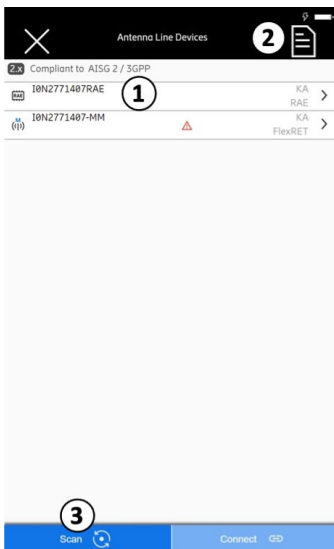 Antenna Line Devices
2
2.x Compliant to AISG 2 / 3GPP
RAE I0N2771407RAE 1 KA
RAE
M I0N2771407-MM KA
FlexRET
3
Scan Connect